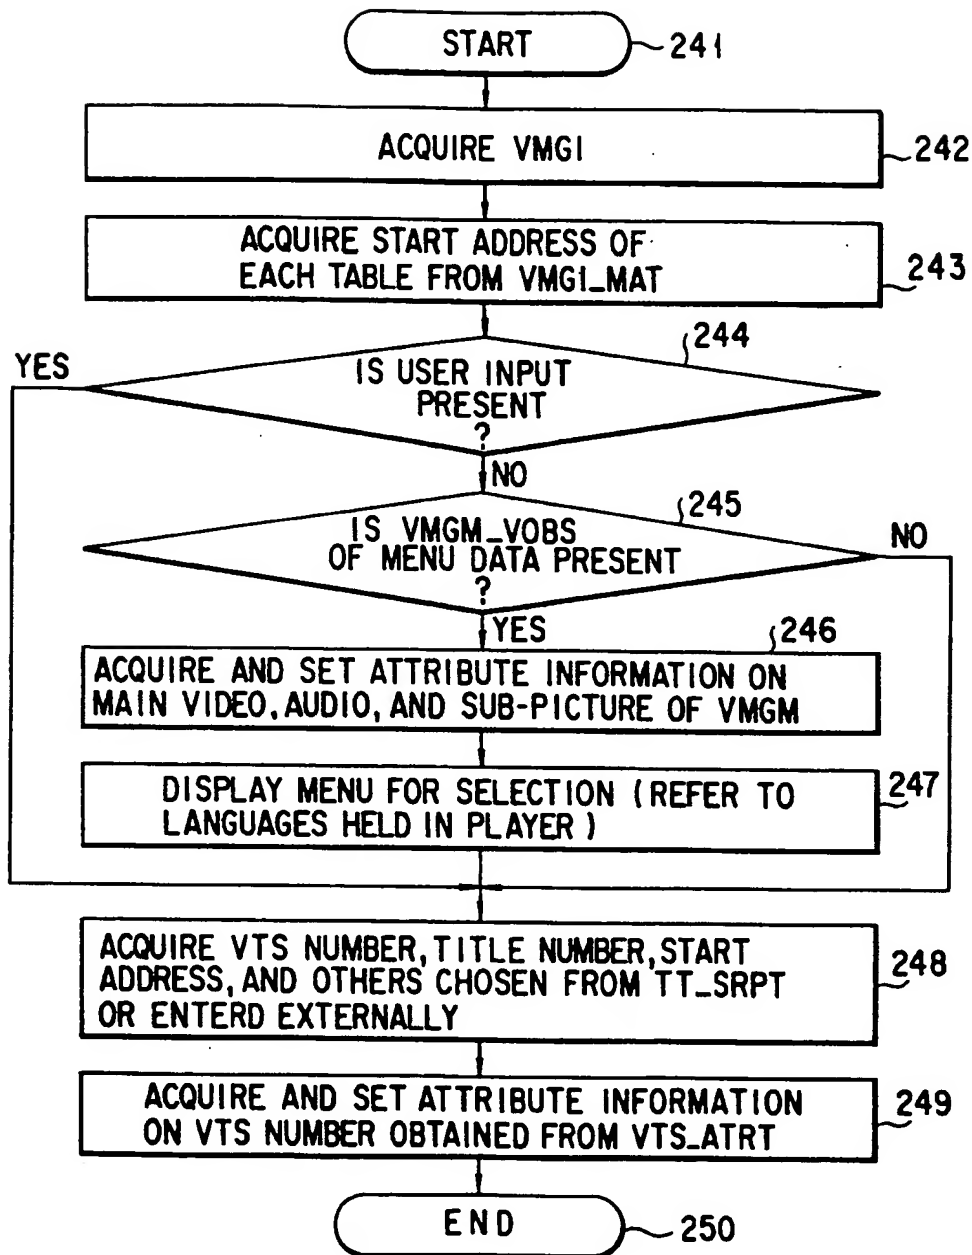 START
241
ACQUIRE VMGI
242
ACQUIRE START ADDRESS OF
EACH TABLE FROM VMGI_MAT
243
244
YES
IS USER INPUT
PRESENT
?
NO
245
IS VMGM_VOBS
OF MENU DATA PRESENT
?
NO
YES
246
ACQUIRE AND SET ATTRIBUTE INFORMATION ON
MAIN VIDEO, AUDIO, AND SUB-PICTURE OF VMGM
DISPLAY MENU FOR SELECTION (REFER TO
LANGUAGES HELD IN PLAYER)
247
ACQUIRE VTS NUMBER, TITLE NUMBER, START
ADDRESS, AND OTHERS CHOSEN FROM TT_SRPT
OR ENTERD EXTERNALLY
248
ACQUIRE AND SET ATTRIBUTE INFORMATION
ON VTS NUMBER OBTAINED FROM VTS_ATRT
249
END
250